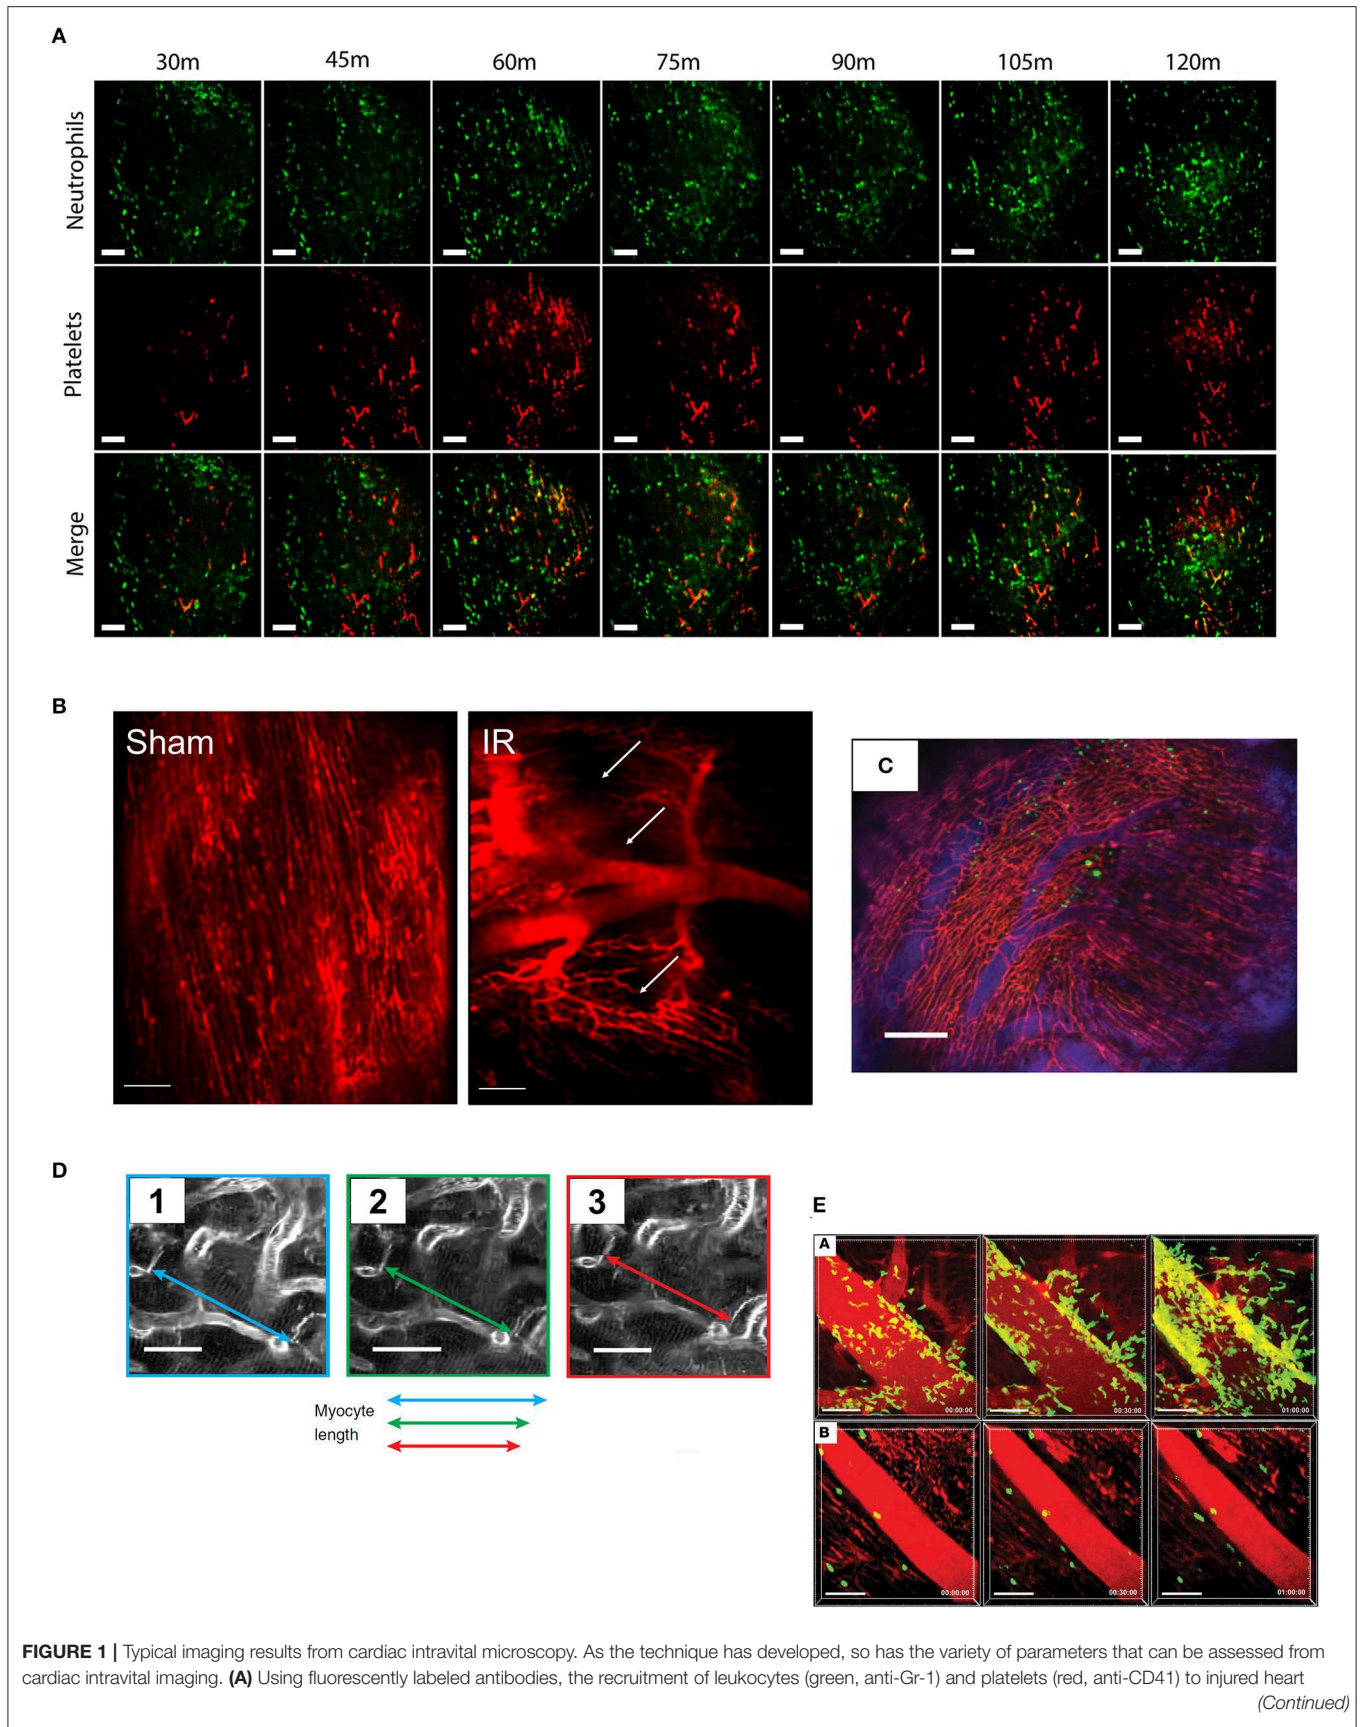 A
30m 45m 60m 75m 90m 105m 120m
Neutrophils
Platelets
Merge
B
Sham
IR
C
D
1
2
3
Myocyte
length
E
A
00:00:00
00:30:00
01:00:00
B
00:00:00
00:30:00
01:00:00
FIGURE 1 | Typical imaging results from cardiac intravital microscopy. As the technique has developed, so has the variety of parameters that can be assessed from
cardiac intravital imaging. (A) Using fluorescently labeled antibodies, the recruitment of leukocytes (green, anti-Gr-1) and platelets (red, anti-CD41) to injured heart
(Continued)